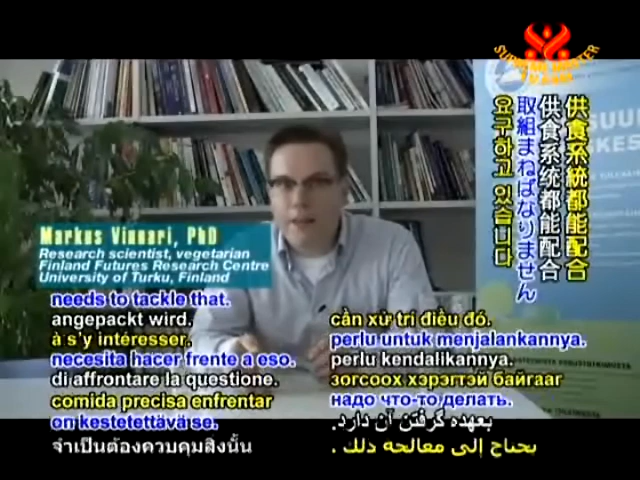 SUPREME MASTER
TV.COM
供食系統都能配合
供食系统都能配合
取組まねばなりません
요구하고 있습니다
SUU
KES
Markus Vinnari, PhD
Research scientist, vegetarian
Finland Futures Research Centre
University of Turku, Finland
needs to tackle that.
angepackt wird.
à s'y intéresser.
necesita hacer frente a eso.
di affrontare la questione.
comida precisa enfrentar
on kestetettävä se.
จำเป็นต้องควบคุมสิ่งนั้น
cần xử trí điều đó.
perlu untuk menjalankannya.
perlu kendalikannya.
зогсоох хэрэгтэй байгааг
надо что-то делать.
بعهده گرفتن آن دارد.
يحتاج إلى معالجة ذلك .